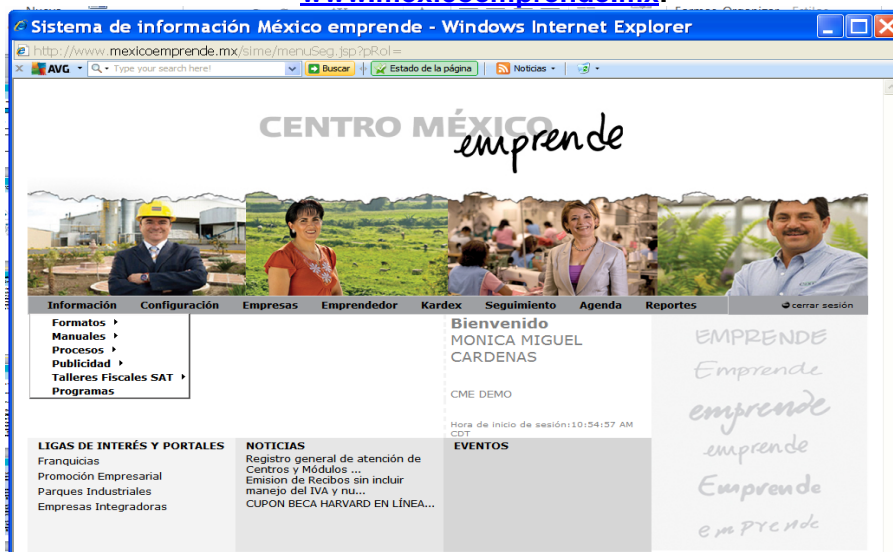 www.mexicoemprende.mx.
Sistema de información México emprende - Windows Internet Explorer
http://www.mexicoemprende.mx/sime/menuSeg.jsp?pRol=
AVG Type your search here! Buscar Estado de la página Noticias
CENTRO MÉXICO
emprende
Información Configuración Empresas Emprendedor Kardex Seguimiento Agenda Reportes cerrar sesión
Formatos
Manuales
Procesos
Publicidad
Talleres Fiscales SAT
Programas
Bienvenido
MONICA MIGUEL
CARDENAS
CME DEMO
Hora de inicio de sesión:10:54:57 AM
CDT
EMPRENDE
Emprende
emprende
emprende
Emprende
emprende
LIGAS DE INTERÉS Y PORTALES
Franquicias
Promoción Empresarial
Parques Industriales
Empresas Integradoras
NOTICIAS
Registro general de atención de
Centros y Módulos ...
Emision de Recibos sin incluir
manejo del IVA y nu...
CUPON BECA HARVARD EN LÍNEA...
EVENTOS